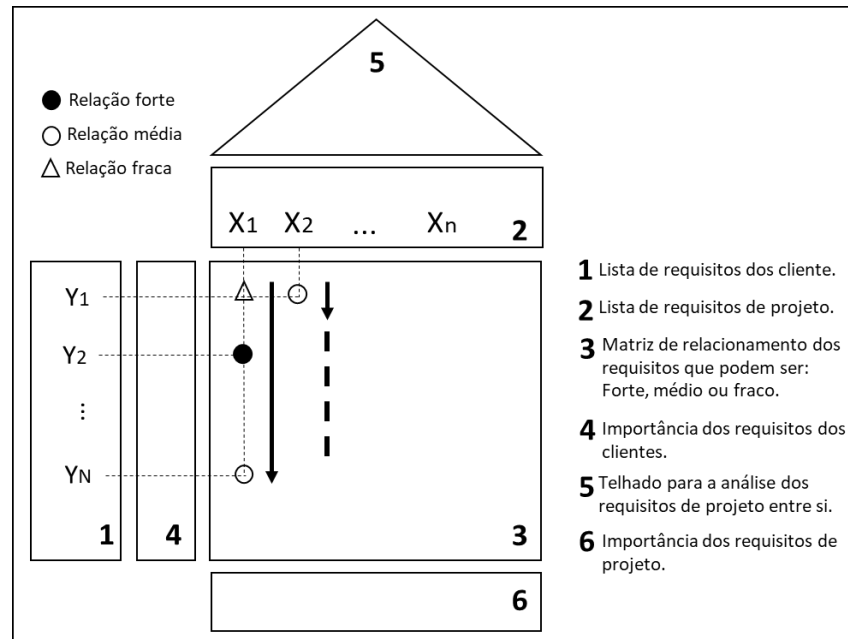 5
Relação forte
Relação média
Relação fraca
X1 X2 ... Xn 2
Y1
Y2
⋮
YN
1
4
3
6
1 Lista de requisitos dos cliente.
2 Lista de requisitos de projeto.
3 Matriz de relacionamento dos
requisitos que podem ser:
Forte, médio ou fraco.
4 Importância dos requisitos dos
clientes.
5 Telhado para a análise dos
requisitos de projeto entre si.
6 Importância dos requisitos de
projeto.